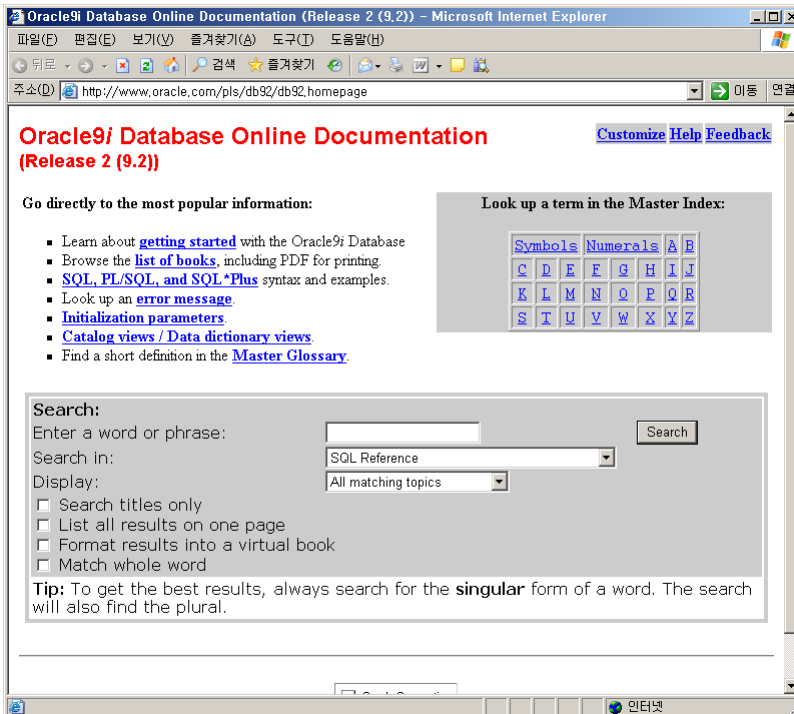 Oracle9i Database Online Documentation (Release 2 (9.2)) - Microsoft Internet Explorer
파일(F) 편집(E) 보기(V) 즐겨찾기(A) 도구(T) 도움말(H)
뒤로 검색 즐겨찾기
주소(D) http://www.oracle.com/pls/db92/db92.homepage 이동 연결
Oracle9i Database Online Documentation
(Release 2 (9.2))
Customize Help Feedback
Go directly to the most popular information:
Learn about getting started with the Oracle9i Database
Browse the list of books, including PDF for printing.
SQL, PL/SQL, and SQL*Plus syntax and examples.
Look up an error message.
Initialization parameters.
Catalog views / Data dictionary views.
Find a short definition in the Master Glossary.
Look up a term in the Master Index:
Symbols Numerals A B
C D E F G H I J
K L M N O P Q R
S T U V W X Y Z
Search:
Enter a word or phrase: Search
Search in: SQL Reference
Display: All matching topics
Search titles only
List all results on one page
Format results into a virtual book
Match whole word
Tip: To get the best results, always search for the singular form of a word. The search
will also find the plural.
인터넷